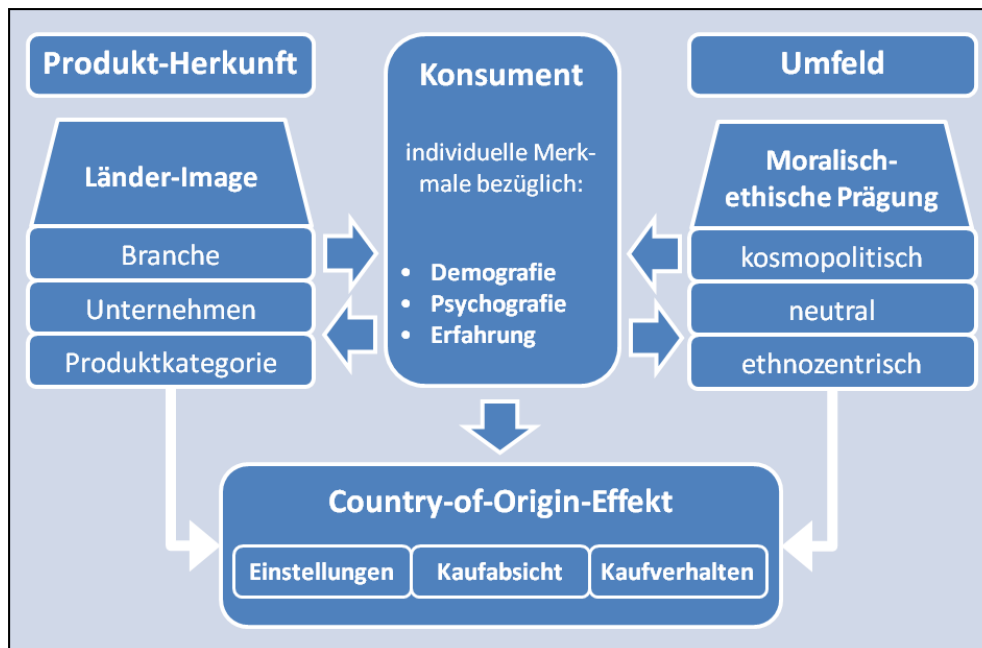 Produkt-Herkunft
Länder-Image
Branche
Unternehmen
Produktkategorie
Konsument
individuelle Merk-
male bezüglich:
• Demografie
• Psychografie
• Erfahrung
Umfeld
Moralisch-
ethische Prägung
kosmopolitisch
neutral
ethnozentrisch
Country-of-Origin-Effekt
Einstellungen
Kaufabsicht
Kaufverhalten